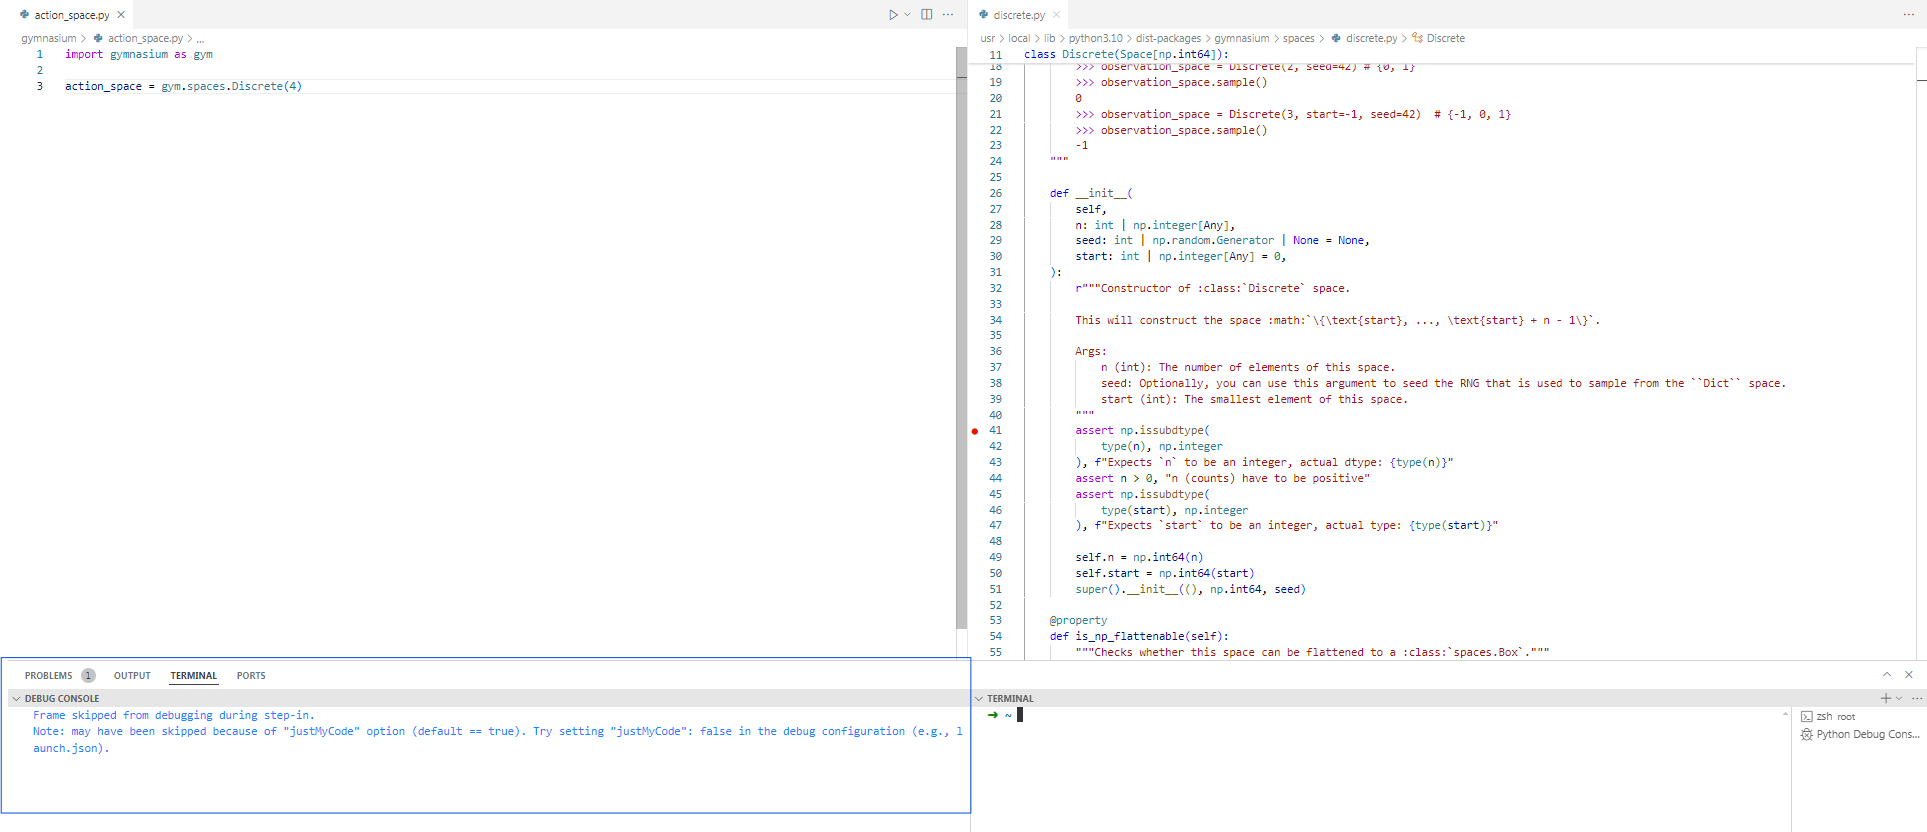 action_space.py
gymnasium > action_space.py > ...
1 import gymnasium as gym
2
3 action_space = gym.spaces.Discrete(4)
discrete.py
usr > local > lib > python3.10 > dist-packages > gymnasium > spaces > discrete.py > Discrete
11 class Discrete(Space[np.int64]):
18 >>> observation_space = Discrete(2, seed=42) # {0, 1}
19 >>> observation_space.sample()
20 0
21 >>> observation_space = Discrete(3, start=-1, seed=42)  # {-1, 0, 1}
22 >>> observation_space.sample()
23 -1
24 """
25
26 def __init__(
27 self,
28 n: int | np.integer[Any],
29 seed: int | np.random.Generator | None = None,
30 start: int | np.integer[Any] = 0,
31 ):
32 r"""Constructor of :class:`Discrete` space.
33
34 This will construct the space :math:`\{\text{start}, ..., \text{start} + n - 1\}`.
35
36 Args:
37 n (int): The number of elements of this space.
38 seed: Optionally, you can use this argument to seed the RNG that is used to sample from the ``Dict`` space.
39 start (int): The smallest element of this space.
40 """
41 assert np.issubdtype(
42 type(n), np.integer
43 ), f"Expects `n` to be an integer, actual dtype: {type(n)}"
44 assert n > 0, "n (counts) have to be positive"
45 assert np.issubdtype(
46 type(start), np.integer
47 ), f"Expects `start` to be an integer, actual type: {type(start)}"
48
49 self.n = np.int64(n)
50 self.start = np.int64(start)
51 super().__init__((), np.int64, seed)
52
53 @property
54 def is_np_flattenable(self):
55 """Checks whether this space can be flattened to a :class:`spaces.Box`."""
PROBLEMS 1 OUTPUT TERMINAL PORTS
DEBUG CONSOLE
Frame skipped from debugging during step-in.
Note: may have been skipped because of "justMyCode" option (default == true). Try setting "justMyCode": false in the debug configuration (e.g., l
aunch.json).
TERMINAL
→ ~
zsh root
Python Debug Cons...